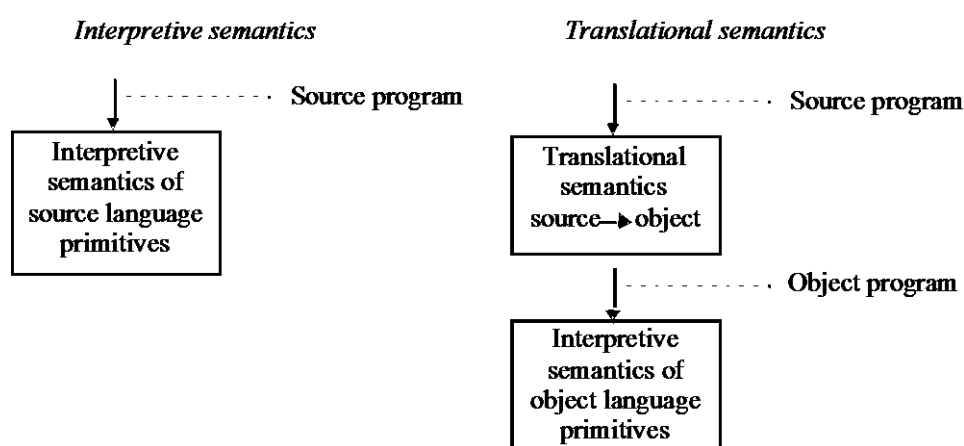 Interpretive semantics
Source program
Interpretive
semantics of
source language
primitives
Translational semantics
Source program
Translational
semantics
source→object
Object program
Interpretive
semantics of
object language
primitives